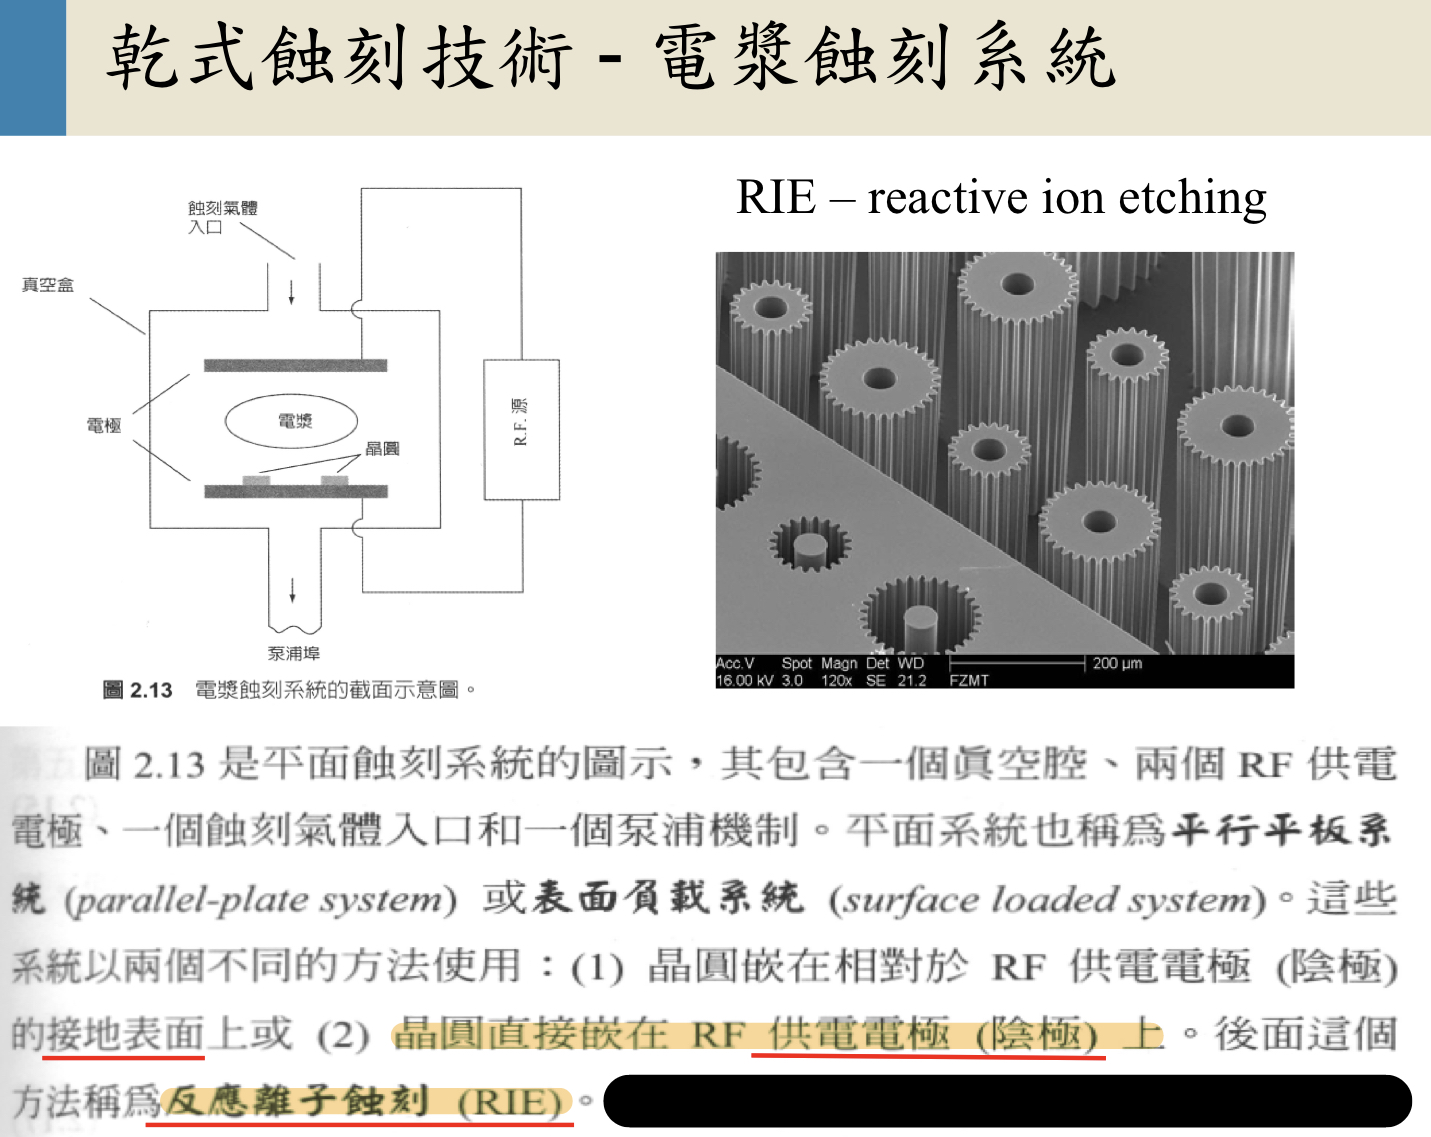 乾式蝕刻技術 - 電漿蝕刻系統
蝕刻氣體
入口
真空盒
電極
電漿
晶圓
R.F. 源
泵浦埠
圖 2.13 電漿蝕刻系統的截面示意圖。
RIE – reactive ion etching
Acc.V Spot Magn Det WD 200 μm
16.00 kV 3.0 120x SE 21.2 FZMT
圖 2.13 是平面蝕刻系統的圖示，其包含一個眞空腔、兩個 RF 供電
電極、一個蝕刻氣體入口和一個泵浦機制。平面系統也稱爲平行平板系
統 (parallel-plate system) 或表面負載系統 (surface loaded system)。這些
系統以兩個不同的方法使用：(1) 晶圓嵌在相對於 RF 供電電極 (陰極)
的接地表面上或 (2) 晶圓直接嵌在 RF 供電電極 (陰極) 上。後面這個
方法稱爲反應離子蝕刻 (RIE)。